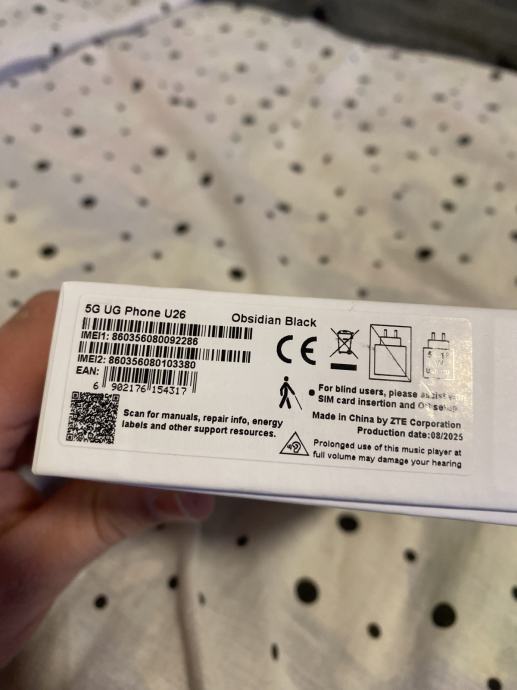 5G UG Phone U26
Obsidian Black
IMEI1: 860356080092286
IMEI2: 860356080103380
EAN:
6 902176 154317
Scan for manuals, repair info, energy
labels and other support resources.
CE
For blind users, please assist with
SIM card insertion and setup
Made in China by ZTE Corporation
Production date:08/2025
Prolonged use of this music player at
full volume may damage your hearing